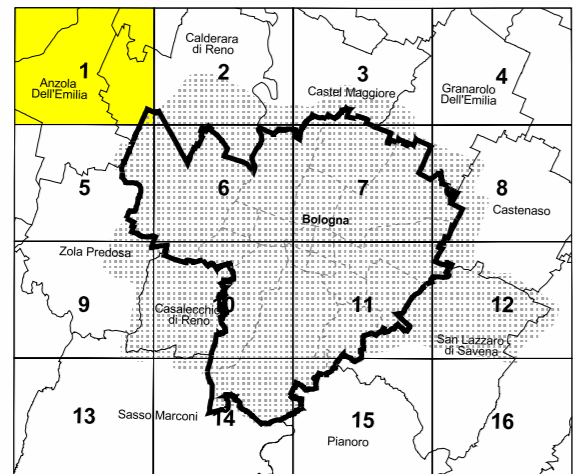 Calderara
di Reno
1
2
3
4
Anzola
Dell'Emilia
Castel Maggiore
Granarolo
Dell'Emilia
5
6
7
8
Castenaso
Bologna
Zola Predosa
9
10
11
12
Casalecchio
di Reno
San Lazzaro
di Savena
13
Sasso Marconi
14
15
16
Pianoro